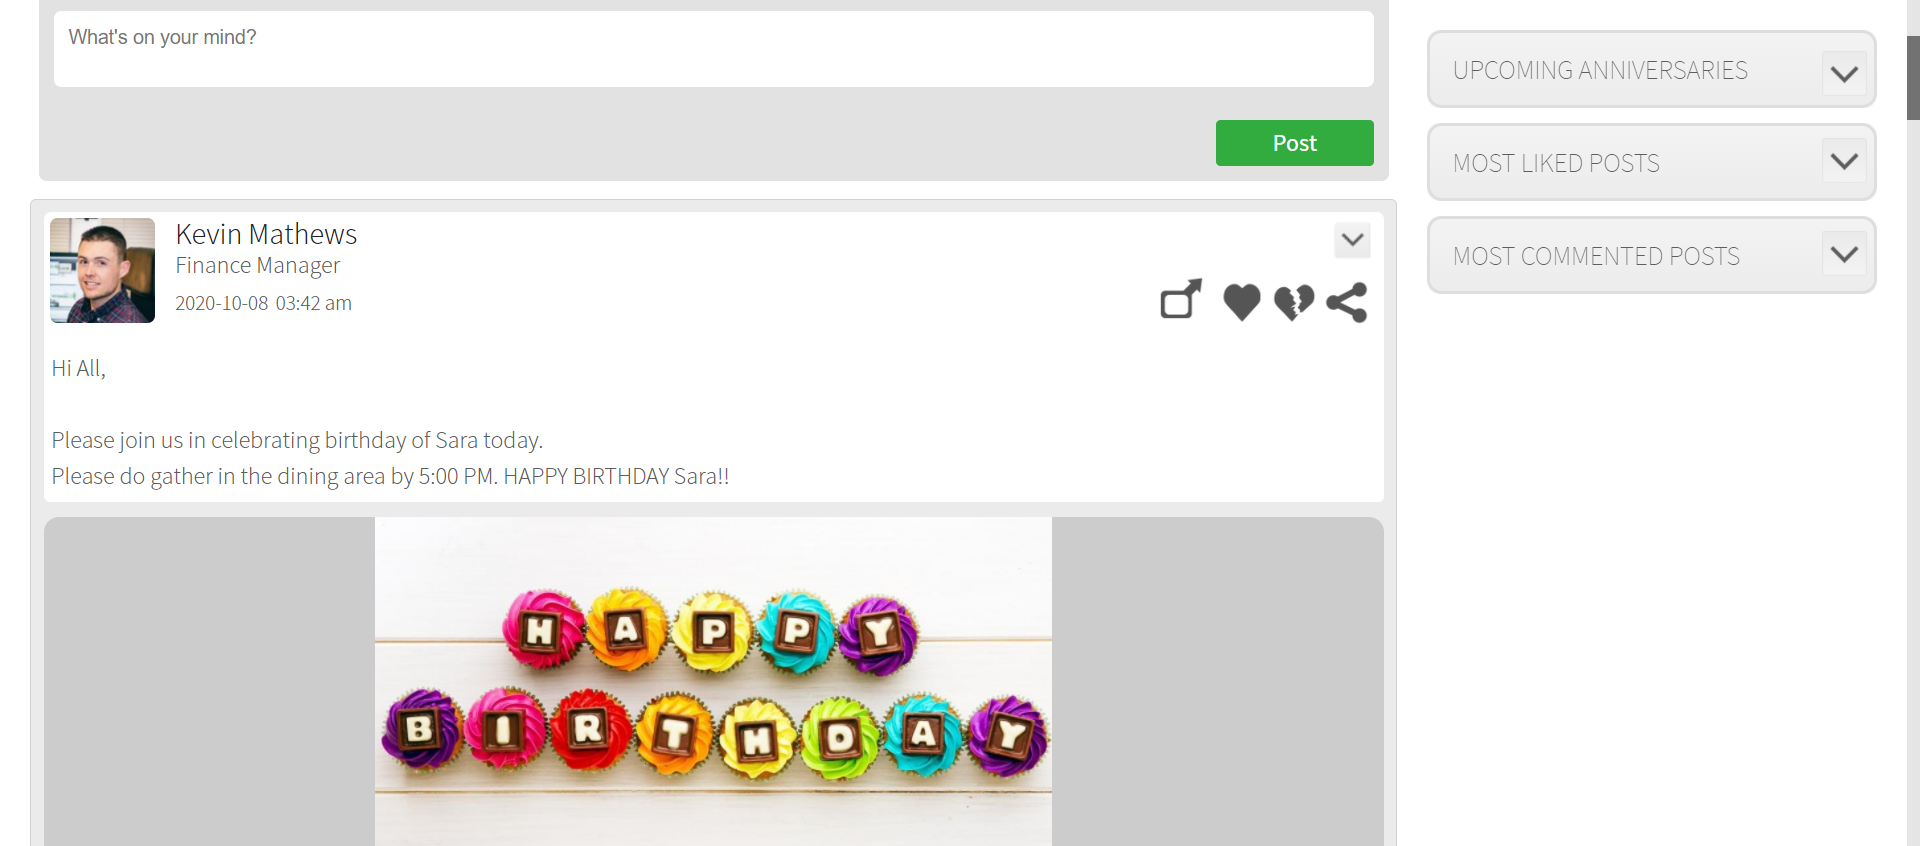 What's on your mind?
Post
Kevin Mathews
Finance Manager
2020-10-08 03:42 am
Hi All,
Please join us in celebrating birthday of Sara today.
Please do gather in the dining area by 5:00 PM. HAPPY BIRTHDAY Sara!!
HAPPY
BIRTHDAY
UPCOMING ANNIVERSARIES
MOST LIKED POSTS
MOST COMMENTED POSTS